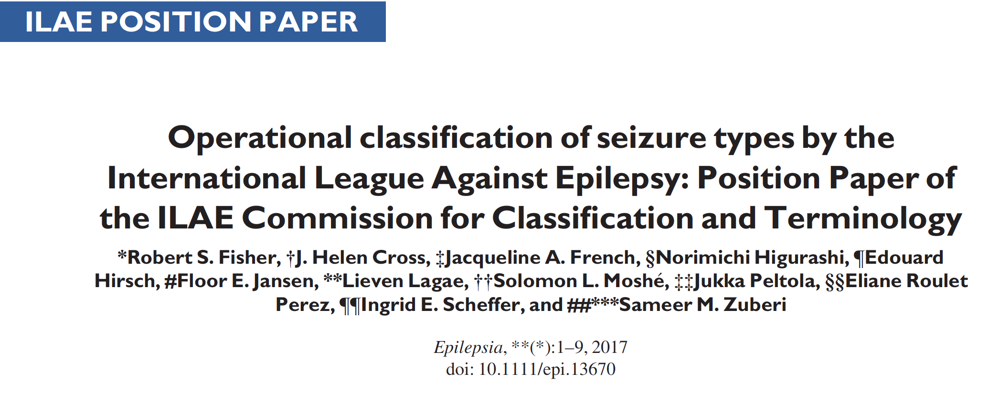 ILAE POSITION PAPER
Operational classification of seizure types by the
International League Against Epilepsy: Position Paper of
the ILAE Commission for Classification and Terminology
*Robert S. Fisher, †J. Helen Cross, ‡Jacqueline A. French, §Norimichi Higurashi, ¶Edouard
Hirsch, #Floor E. Jansen, **Lieven Lagae, ††Solomon L. Moshé, ‡‡Jukka Peltola, §§Eliane Roulet
Perez, ¶¶Ingrid E. Scheffer, and ##***Sameer M. Zuberi
Epilepsia, **(*):1–9, 2017
doi: 10.1111/epi.13670